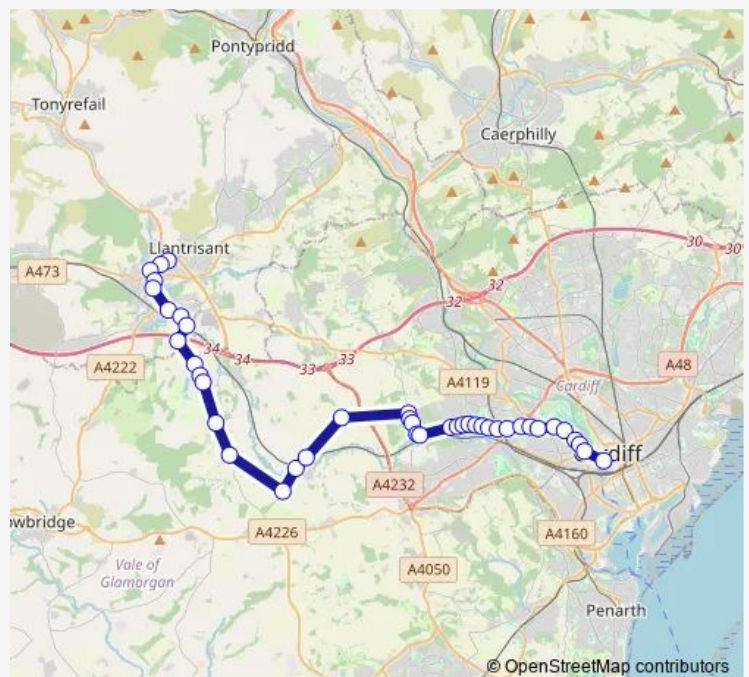 Pontypridd
Tonyrefail
Caerphilly
Llantrisant
30
30
A473
32
32
34
34
33
33
A4222
A48
A4119
Cardiff
diff
A4232
owbridge
A4226
A4160
Vale of
Glamorgan
A4050
Penarth
© OpenStreetMap contributors